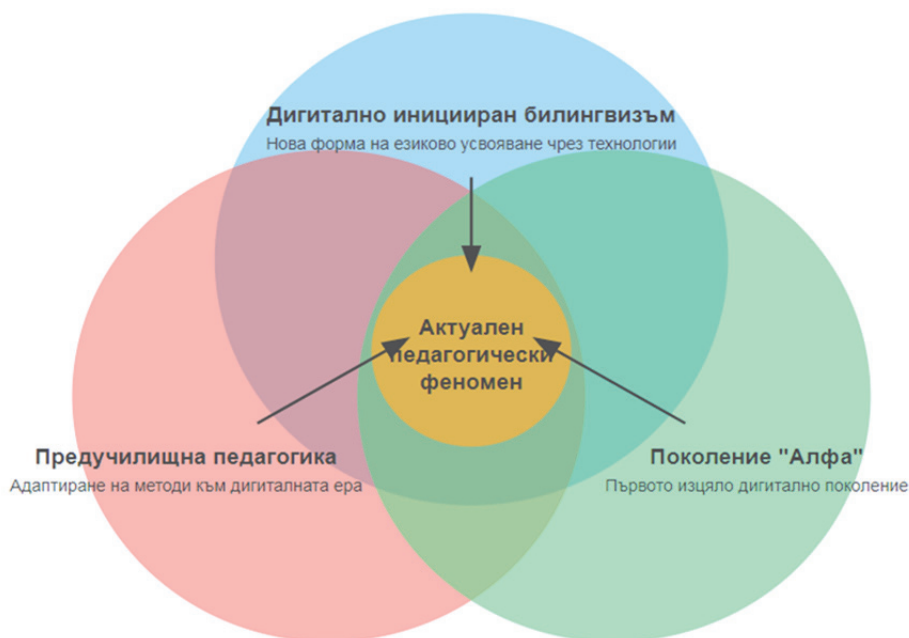 Дигитално иницииран билингвизъм
Нова форма на езиково усвояване чрез технологии
Актуален
педагогически
феномен
Предучилищна педагогика
Адаптиране на методи към дигиталната ера
Поколение "Алфа"
Първото изцяло дигитално поколение